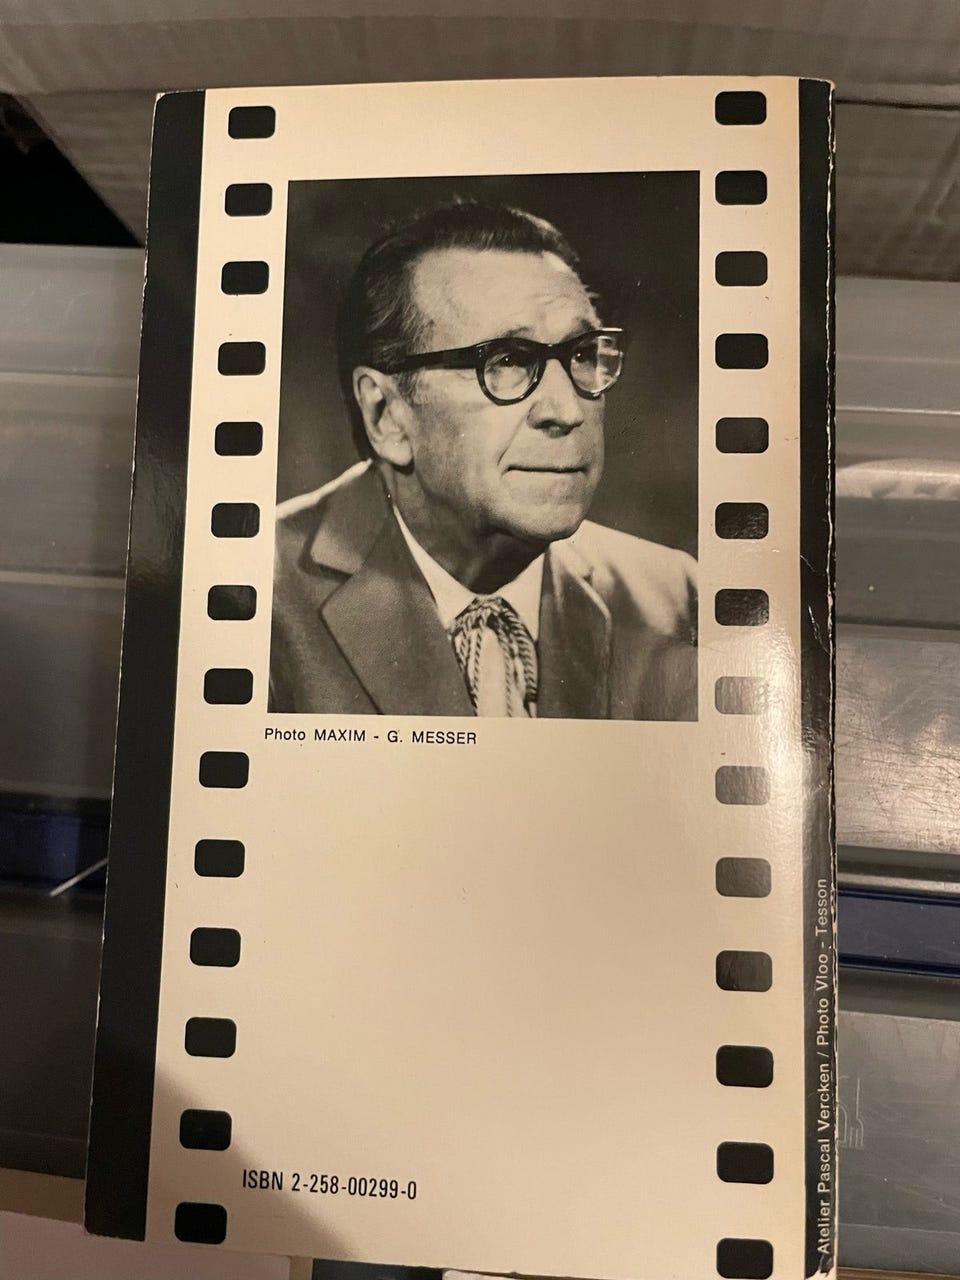 Photo MAXIM - G. MESSER
ISBN 2-258-00299-0
Atelier Pascal Vercken / Photo Vloo - Tesson